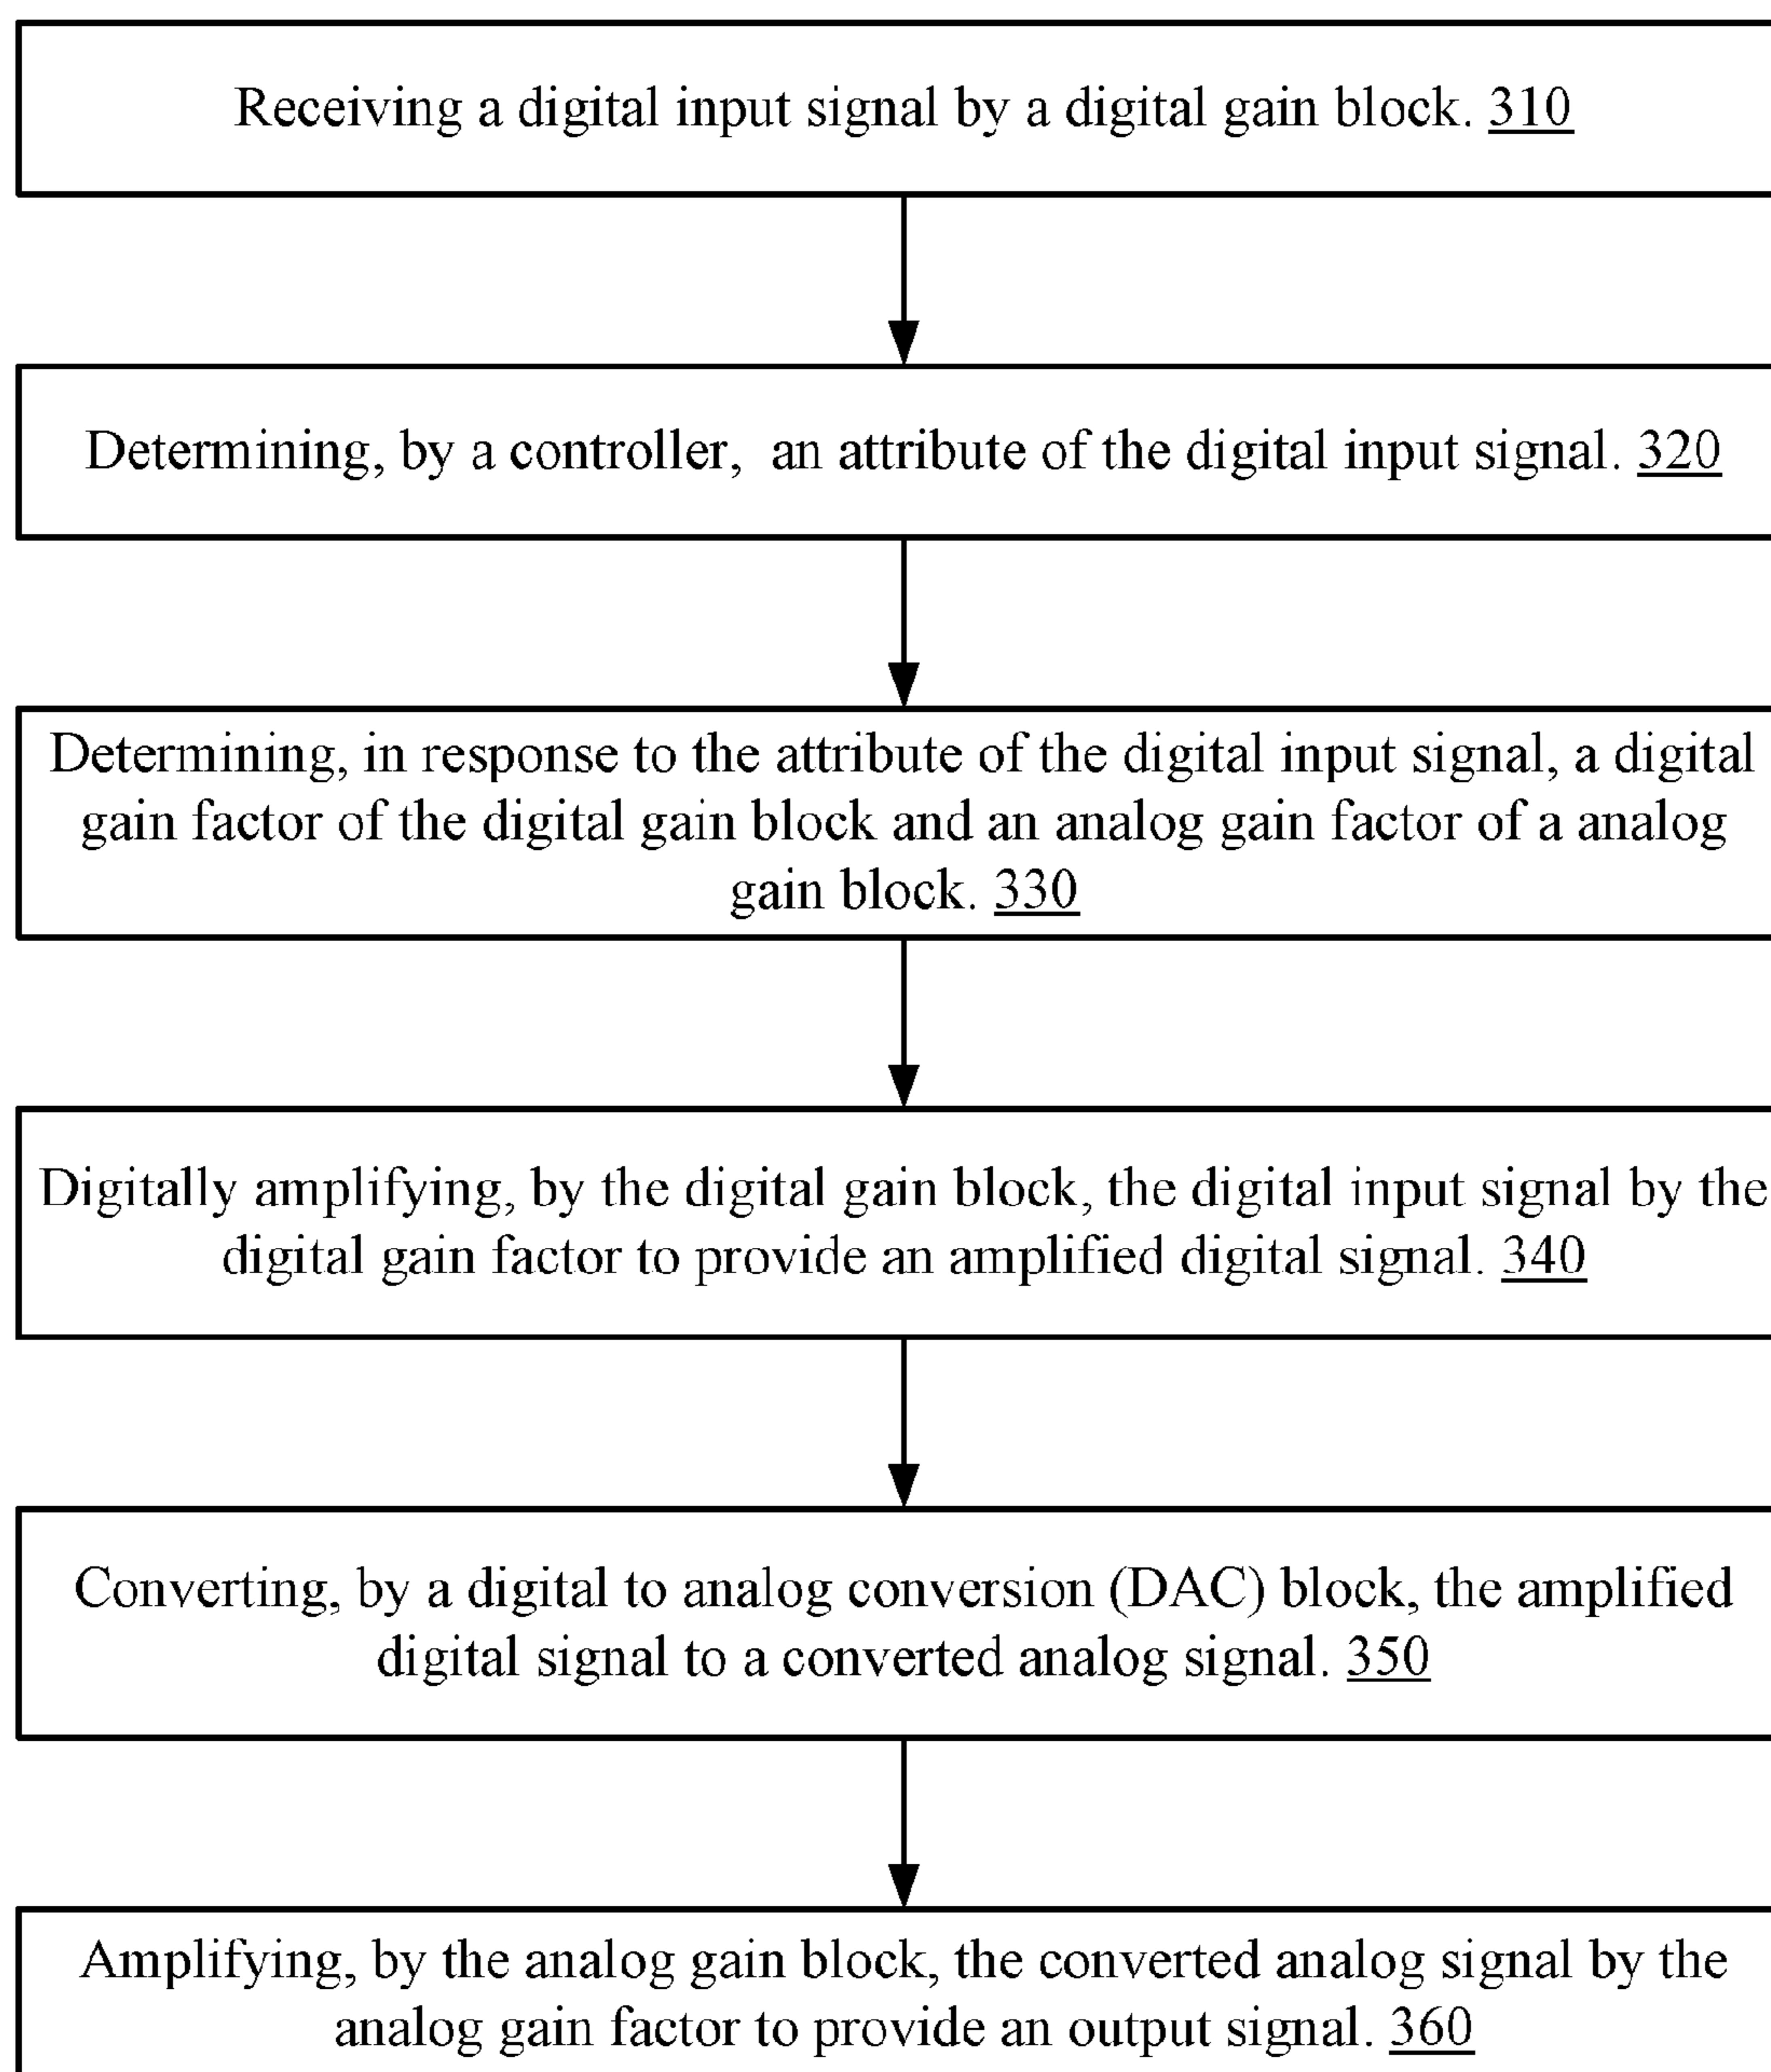 Receiving a digital input signal by a digital gain block. 310
Determining, by a controller, an attribute of the digital input signal. 320
Determining, in response to the attribute of the digital input signal, a digital
gain factor of the digital gain block and an analog gain factor of a analog
gain block. 330
Digitally amplifying, by the digital gain block, the digital input signal by the
digital gain factor to provide an amplified digital signal. 340
Converting, by a digital to analog conversion (DAC) block, the amplified
digital signal to a converted analog signal. 350
Amplifying, by the analog gain block, the converted analog signal by the
analog gain factor to provide an output signal. 360